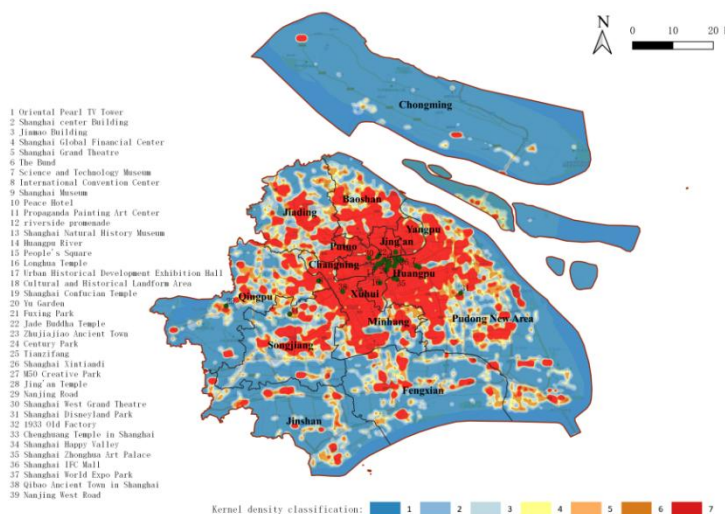 N
0 10 20 k
1 Oriental Pearl TV Tower
2 Shanghai center Building
3 Jinmao Building
4 Shanghai Global Financial Center
5 Shanghai Grand Theatre
6 The Bund
7 Science and Technology Museum
8 International Convention Center
9 Shanghai Museum
10 Peace Hotel
11 Propaganda Painting Art Center
12 riverside promenade
13 Shanghai Natural History Museum
14 Huangpu River
15 People's Square
16 Longhua Temple
17 Urban Historical Development Exhibition Hall
18 Cultural and Historical Landform Area
19 Shanghai Confucian Temple
20 Yu Garden
21 Fuxing Park
22 Jade Buddha Temple
23 Zhujiajiao Ancient Town
24 Century Park
25 Tianzifang
26 Shanghai Xintiandi
27 M50 Creative Park
28 Jing'an Temple
29 Nanjing Road
30 Shanghai West Grand Theatre
31 Shanghai Disneyland Park
32 1933 Old Factory
33 Chenghuang Temple in Shanghai
34 Shanghai Happy Valley
35 Shanghai Zhonghua Art Palace
36 Shanghai IFC Mall
37 Shanghai World Expo Park
38 Qibao Ancient Town in Shanghai
39 Nanjing West Road
Chongming
Baoshan
Jiading
Yangpu
Putuo
Jing'an
Changning
Huangpu
Qingpu
Xuhui
Minhang
Pudong New Area
Songjiang
Fengxian
Jinshan
Kernel density classification: 1 2 3 4 5 6 7